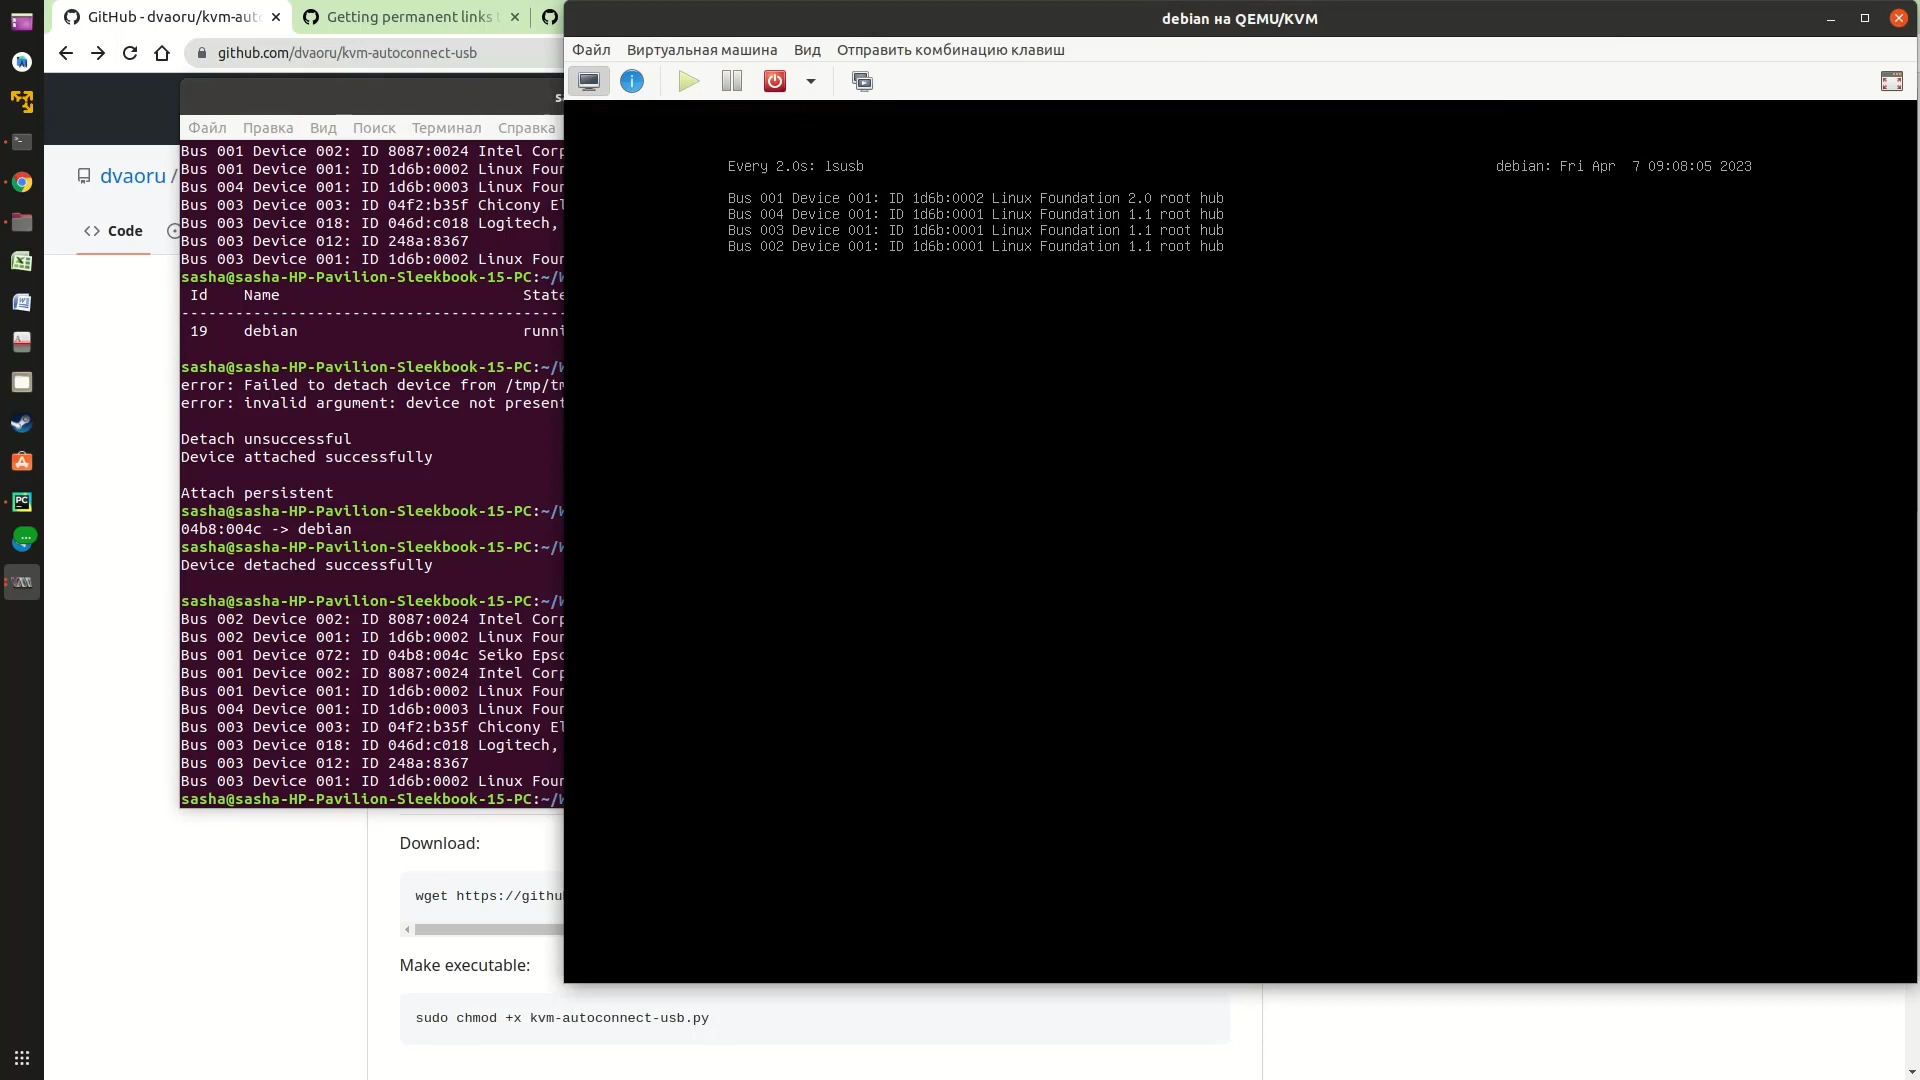 GitHub - dvaoru/kvm-auto
Getting permanent links
github.com/dvaoru/kvm-autoconnect-usb
dvaoru /
Code
Файл Правка Вид Поиск Терминал Справка
Bus 001 Device 002: ID 8087:0024 Intel Corp
Bus 001 Device 001: ID 1d6b:0002 Linux Foun
Bus 004 Device 001: ID 1d6b:0003 Linux Foun
Bus 003 Device 003: ID 04f2:b35f Chicony El
Bus 003 Device 018: ID 046d:c018 Logitech,
Bus 003 Device 012: ID 248a:8367
Bus 003 Device 001: ID 1d6b:0002 Linux Foun
sasha@sasha-HP-Pavilion-Sleekbook-15-PC:~/W
Id Name State
-------------------------------------------
19 debian runni
sasha@sasha-HP-Pavilion-Sleekbook-15-PC:~/W
error: Failed to detach device from /tmp/tm
error: invalid argument: device not present
Detach unsuccessful
Device attached successfully
Attach persistent
sasha@sasha-HP-Pavilion-Sleekbook-15-PC:~/W
04b8:004c -> debian
sasha@sasha-HP-Pavilion-Sleekbook-15-PC:~/W
Device detached successfully
sasha@sasha-HP-Pavilion-Sleekbook-15-PC:~/W
Bus 002 Device 002: ID 8087:0024 Intel Corp
Bus 002 Device 001: ID 1d6b:0002 Linux Foun
Bus 001 Device 072: ID 04b8:004c Seiko Epso
Bus 001 Device 002: ID 8087:0024 Intel Corp
Bus 001 Device 001: ID 1d6b:0002 Linux Foun
Bus 004 Device 001: ID 1d6b:0003 Linux Foun
Bus 003 Device 003: ID 04f2:b35f Chicony El
Bus 003 Device 018: ID 046d:c018 Logitech,
Bus 003 Device 012: ID 248a:8367
Bus 003 Device 001: ID 1d6b:0002 Linux Foun
sasha@sasha-HP-Pavilion-Sleekbook-15-PC:~/W
Download:
wget https://githu
Make executable:
sudo chmod +x kvm-autoconnect-usb.py
debian на QEMU/KVM
Файл Виртуальная машина Вид Отправить комбинацию клавиш
Every 2.0s: lsusb debian: Fri Apr 7 09:08:05 2023
Bus 001 Device 001: ID 1d6b:0002 Linux Foundation 2.0 root hub
Bus 004 Device 001: ID 1d6b:0001 Linux Foundation 1.1 root hub
Bus 003 Device 001: ID 1d6b:0001 Linux Foundation 1.1 root hub
Bus 002 Device 001: ID 1d6b:0001 Linux Foundation 1.1 root hub